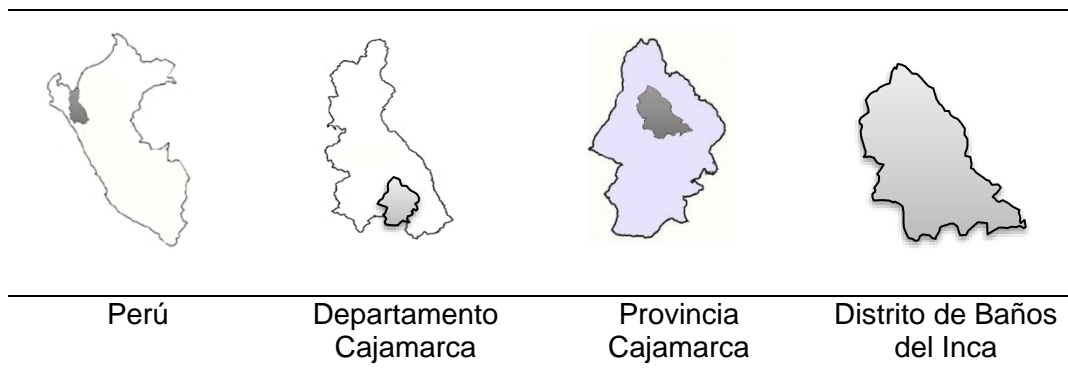 Perú
Departamento
Cajamarca
Provincia
Cajamarca
Distrito de Baños
del Inca